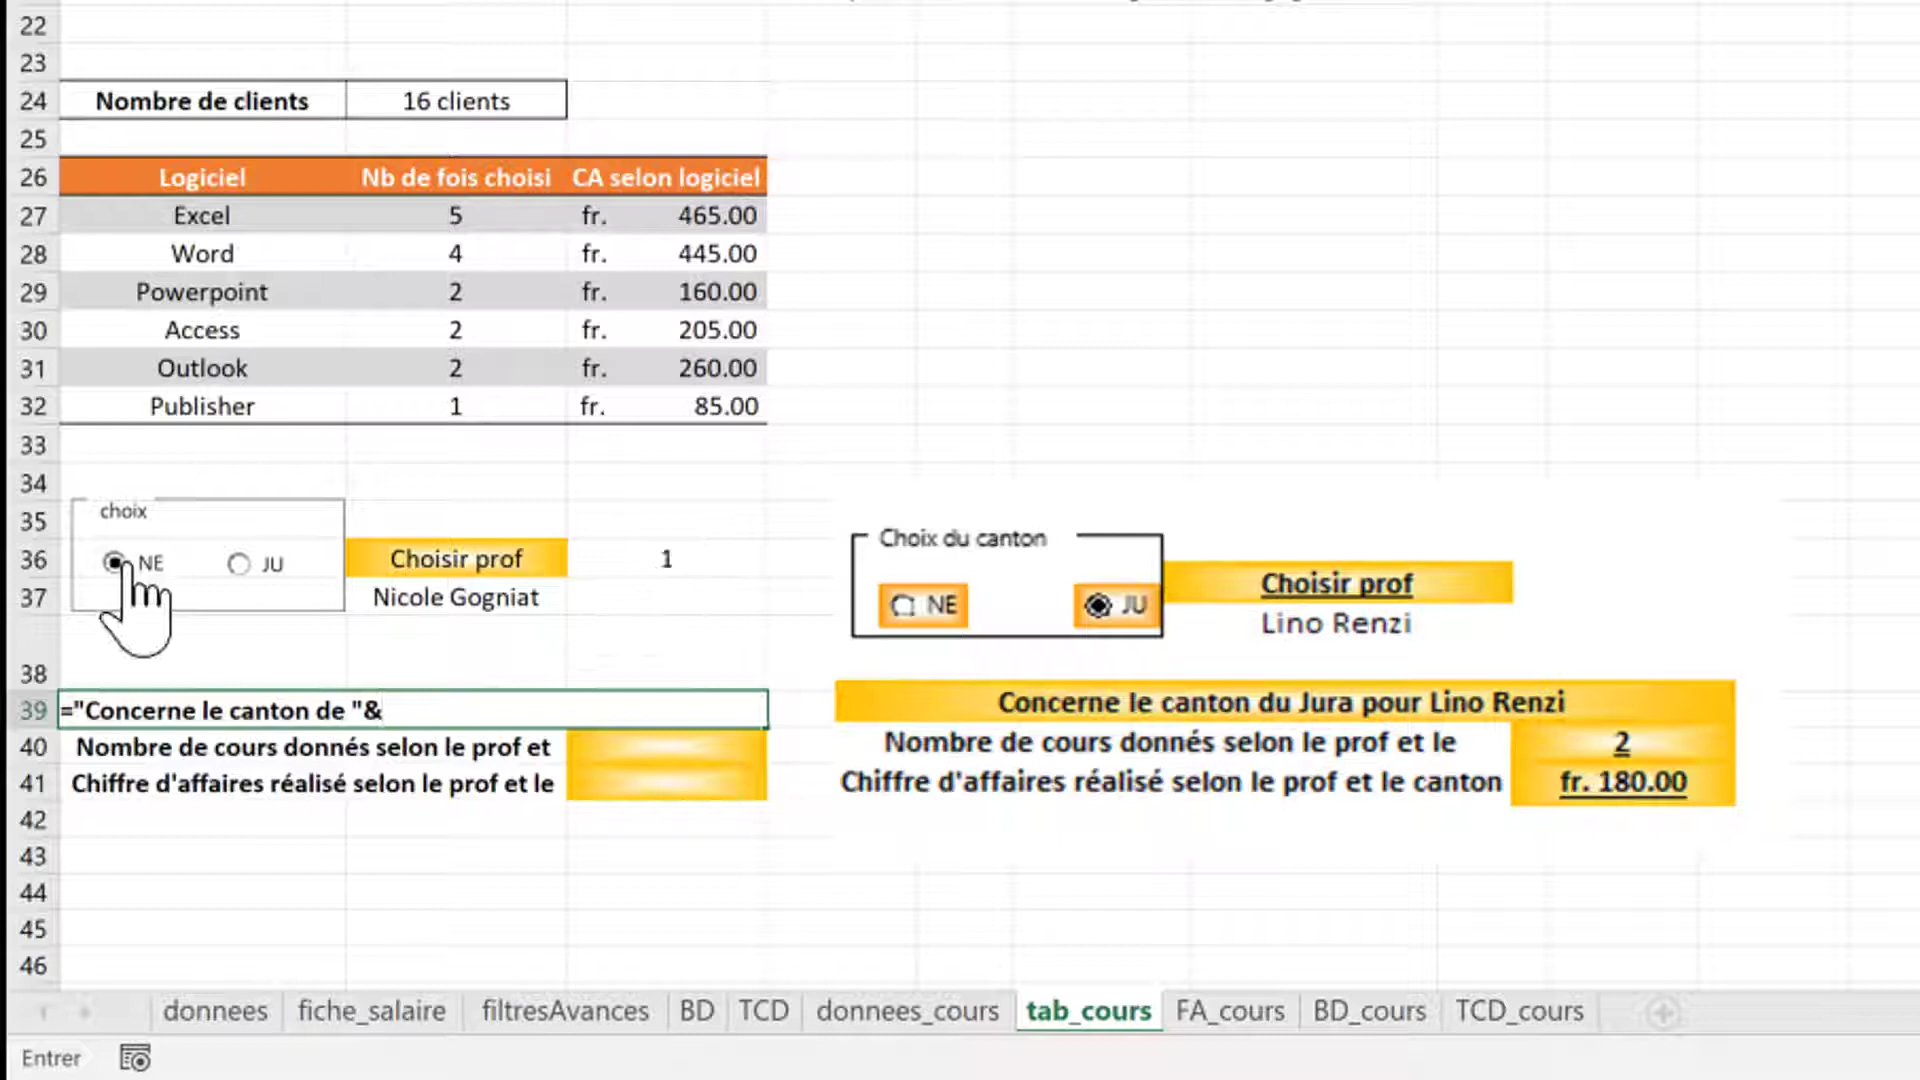 22
23
24 Nombre de clients 16 clients
25
26 Logiciel Nb de fois choisi CA selon logiciel
27 Excel 5 fr. 465.00
28 Word 4 fr. 445.00
29 Powerpoint 2 fr. 160.00
30 Access 2 fr. 205.00
31 Outlook 2 fr. 260.00
32 Publisher 1 fr. 85.00
33
34
35 choix
Choix du canton
36 NE JU Choisir prof 1
NE JU Choisir prof
37 Nicole Gogniat
Lino Renzi
38
39 ="Concerne le canton de "&
Concerne le canton du Jura pour Lino Renzi
40 Nombre de cours donnés selon le prof et
Nombre de cours donnés selon le prof et le 2
41 Chiffre d'affaires réalisé selon le prof et le
Chiffre d'affaires réalisé selon le prof et le canton fr. 180.00
42
43
44
45
46
donnees fiche_salaire filtresAvances BD TCD donnees_cours tab_cours FA_cours BD_cours TCD_cours
Entrer